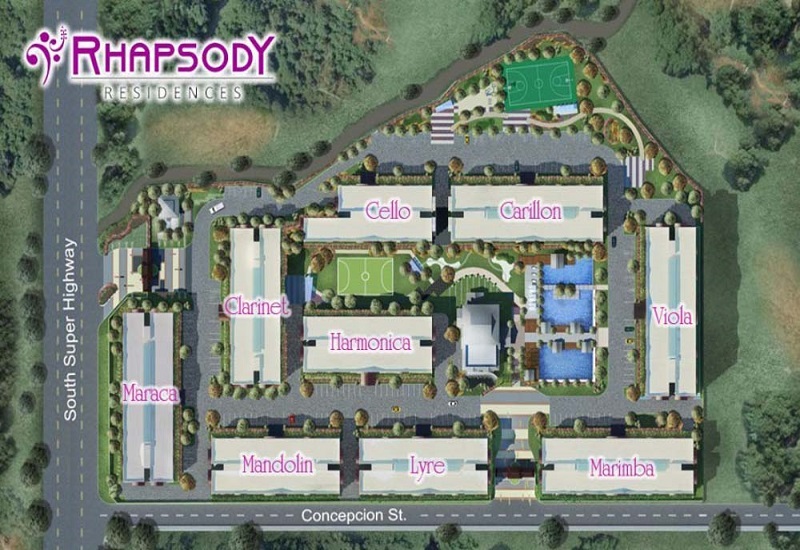 RHAPSODY
RESIDENCES
Cello
Carillon
Clarinet
Harmonica
Viola
Maraca
Mandolin
Lyre
Marimba
South Super Highway
Concepcion St.